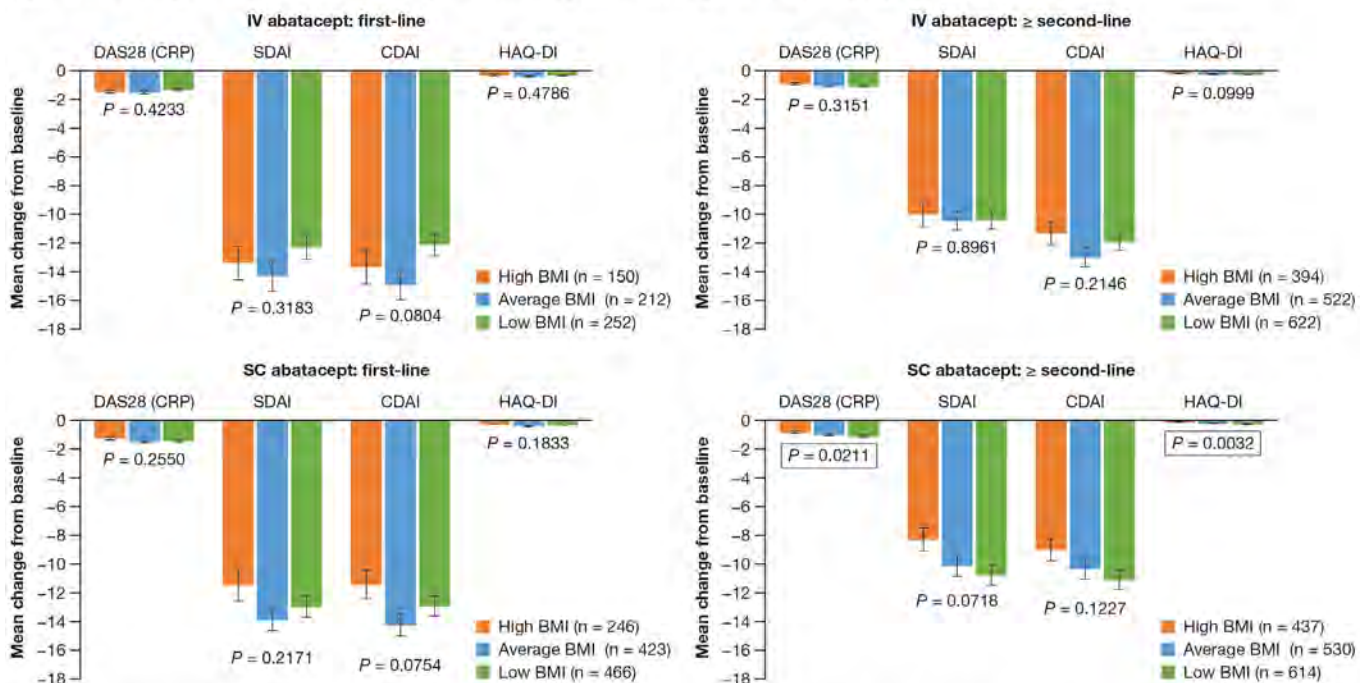 IV abatacept: first-line
DAS28 (CRP) SDAI CDAI HAQ-DI
Mean change from baseline
0
−2
−4
−6
−8
−10
−12
−14
−16
−18
P = 0.4233
P = 0.3183
P = 0.0804
P = 0.4786
High BMI (n = 150)
Average BMI (n = 212)
Low BMI (n = 252)
IV abatacept: ≥ second-line
DAS28 (CRP) SDAI CDAI HAQ-DI
Mean change from baseline
0
−2
−4
−6
−8
−10
−12
−14
−16
−18
P = 0.3151
P = 0.8961
P = 0.2146
P = 0.0999
High BMI (n = 394)
Average BMI (n = 522)
Low BMI (n = 622)
SC abatacept: first-line
DAS28 (CRP) SDAI CDAI HAQ-DI
Mean change from baseline
0
−2
−4
−6
−8
−10
−12
−14
−16
−18
P = 0.2550
P = 0.2171
P = 0.0754
P = 0.1833
High BMI (n = 246)
Average BMI (n = 423)
Low BMI (n = 466)
SC abatacept: ≥ second-line
DAS28 (CRP) SDAI CDAI HAQ-DI
Mean change from baseline
0
−2
−4
−6
−8
−10
−12
−14
−16
−18
P = 0.0211
P = 0.0718
P = 0.1227
P = 0.0032
High BMI (n = 437)
Average BMI (n = 530)
Low BMI (n = 614)